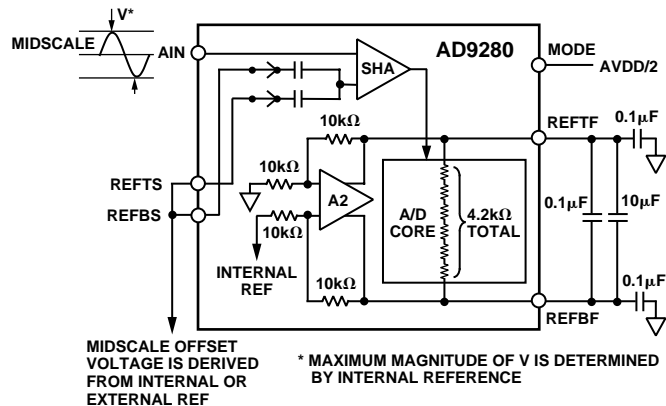 V*
MIDSCALE
AIN
SHA
AD9280
MODE
AVDD/2
10kΩ
REFTF
0.1µF
10kΩ
REFTS
A2
A/D
CORE
4.2kΩ
TOTAL
0.1µF
10µF
REFBS
10kΩ
INTERNAL
REF
10kΩ
0.1µF
REFBF
MIDSCALE OFFSET
VOLTAGE IS DERIVED
FROM INTERNAL OR
EXTERNAL REF
* MAXIMUM MAGNITUDE OF V IS DETERMINED
BY INTERNAL REFERENCE